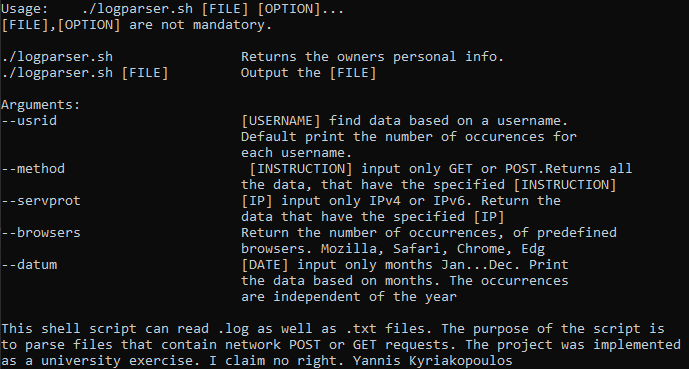 Usage:    ./logparser.sh [FILE] [OPTION]...
[FILE],[OPTION] are not mandatory.
./logparser.sh                  Returns the owners personal info.
./logparser.sh [FILE]           Output the [FILE]
Arguments:
--usrid                         [USERNAME] find data based on a username.
                                Default print the number of occurences for
                                each username.
--method                         [INSTRUCTION] input only GET or POST.Returns all
                                the data, that have the specified [INSTRUCTION]
--servprot                      [IP] input only IPv4 or IPv6. Return the
                                data that have the specified [IP]
--browsers                      Return the number of occurrences, of predefined
                                browsers. Mozilla, Safari, Chrome, Edg
--datum                         [DATE] input only months Jan...Dec. Print
                                the data based on months. The occurrences
                                are independent of the year
This shell script can read .log as well as .txt files. The purpose of the script is
to parse files that contain network POST or GET requests. The project was implemented
as a university exercise. I claim no right. Yannis Kyriakopoulos